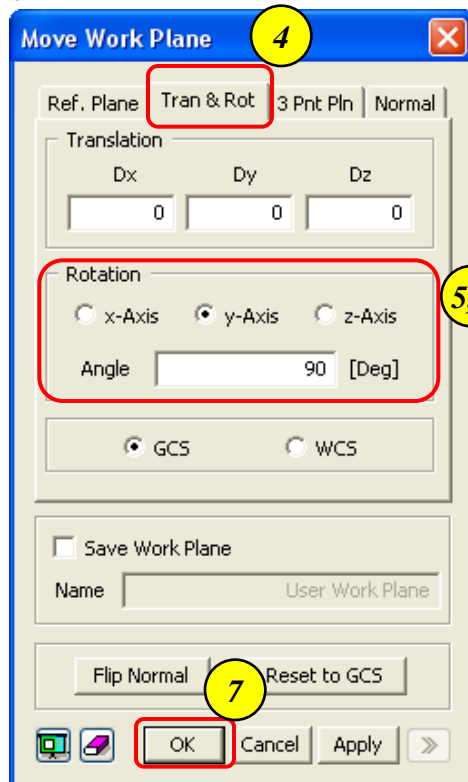 Move Work Plane 4
Ref. Plane Tran & Rot 3 Pnt Pln Normal
Translation
Dx Dy Dz
0 0 0
Rotation
x-Axis y-Axis z-Axis 5,
Angle 90 [Deg]
GCS WCS
Save Work Plane
Name User Work Plane
Flip Normal Reset to GCS
7
OK Cancel Apply >>